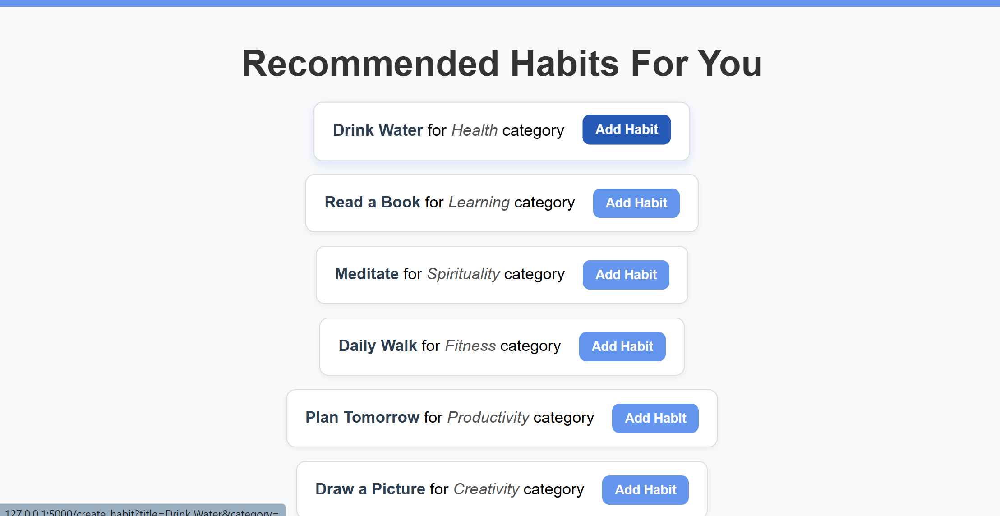 Recommended Habits For You
Drink Water for Health category Add Habit
Read a Book for Learning category Add Habit
Meditate for Spirituality category Add Habit
Daily Walk for Fitness category Add Habit
Plan Tomorrow for Productivity category Add Habit
Draw a Picture for Creativity category Add Habit
127.0.0.1:5000/create_habit?title=Drink Water&category=